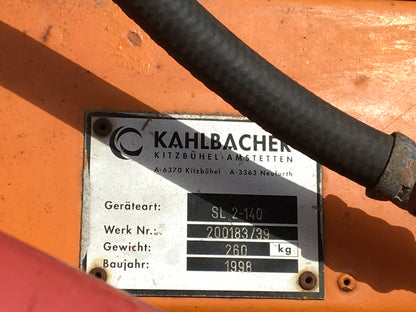 KAHLBACHER
KITZBÜHEL·AMSTETTEN
A-6370 Kitzbühel A-3363 Neufurth
Geräteart: SL 2-140
Werk Nr.: 200183/39
Gewicht: 260 kg
Baujahr: 1998